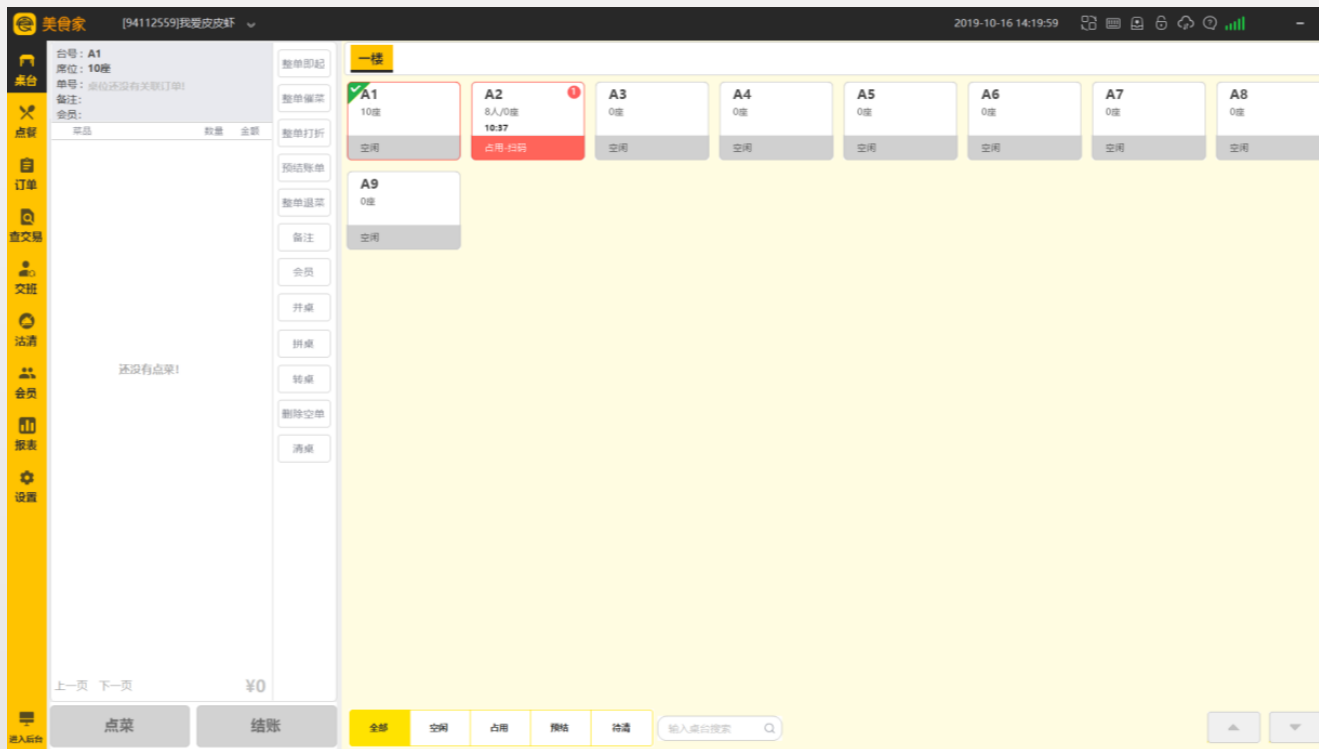 美食家 [94112559]我爱皮皮虾 2019-10-16 14:19:59
桌台
点餐
订单
查交易
交班
沽清
会员
报表
设置
进入后台
台号：A1
席位：10座
单号：桌位还没有关联订单!
备注：
会员：
菜品 数量 金额
还没有点菜!
上一页 下一页 ¥0
点菜 结账
整单即起
整单催菜
整单打折
预结账单
整单退菜
备注
会员
并桌
拼桌
转桌
删除空单
清桌
一楼
A1
10座
空闲
A2 1
8人/0座
10:37
占用-扫码
A3
0座
空闲
A4
0座
空闲
A5
0座
空闲
A6
0座
空闲
A7
0座
空闲
A8
0座
空闲
A9
0座
空闲
全部 空闲 占用 预结 待清 输入桌台搜索